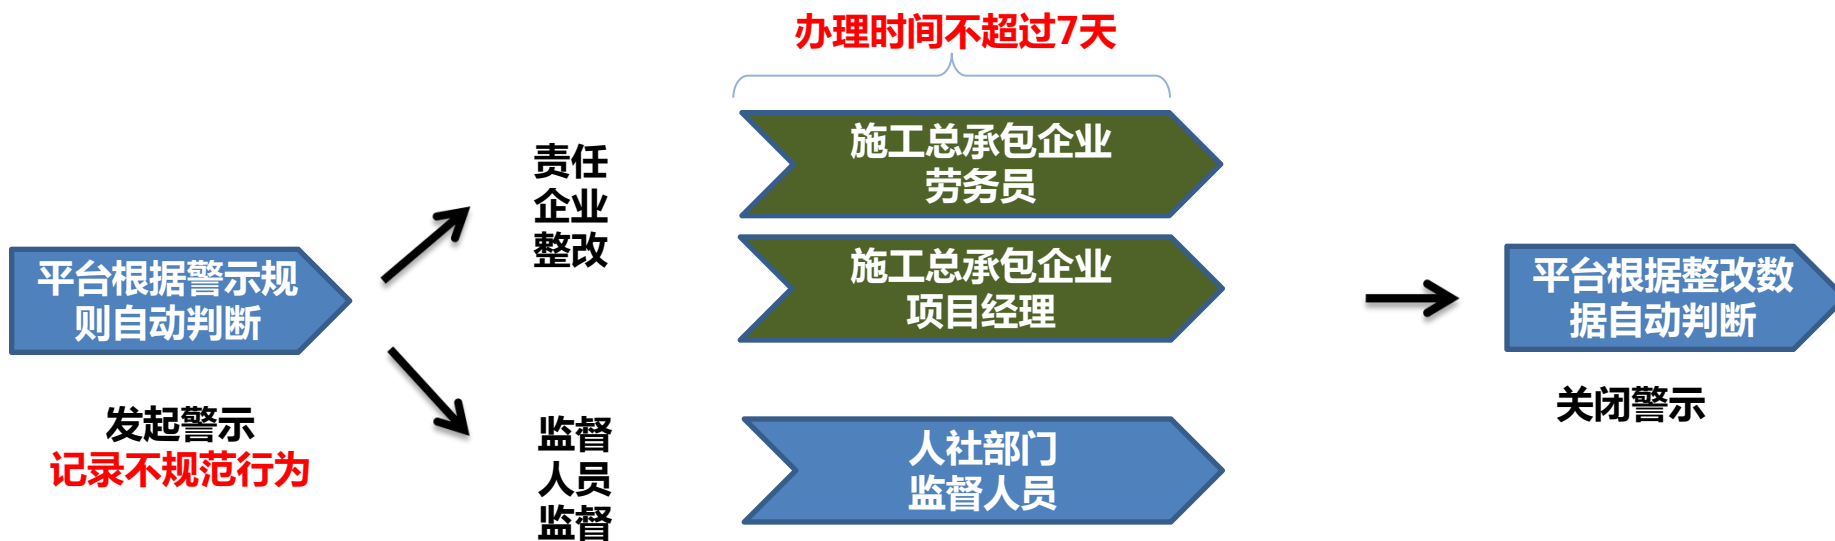 办理时间不超过7天
平台根据警示规
则自动判断
发起警示
记录不规范行为
责任
企业
整改
施工总承包企业
劳务员
施工总承包企业
项目经理
监督
人员
监督
人社部门
监督人员
平台根据整改数
据自动判断
关闭警示